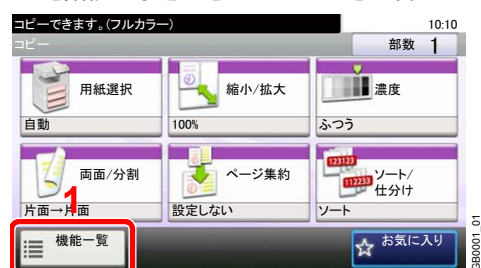 コピーできます。(フルカラー)
10:10
コピー
部数 1
用紙選択
自動
縮小/拡大
100%
濃度
ふつう
両面/分割
片面→片面
ページ集約
設定しない
123123
112233
ソート/
仕分け
ソート
1
機能一覧
お気に入り
GB0001_01